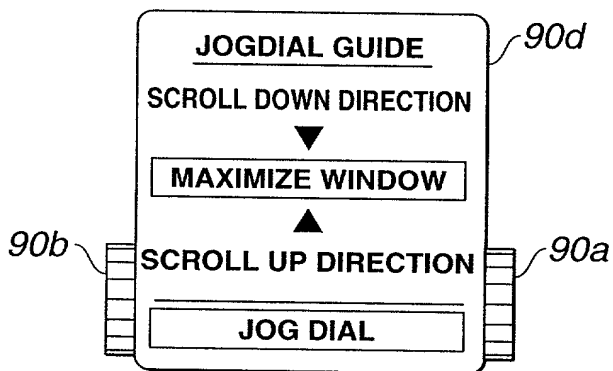 JOGDIAL GUIDE
90d
SCROLL DOWN DIRECTION
MAXIMIZE WINDOW
90b
SCROLL UP DIRECTION
90a
JOG DIAL